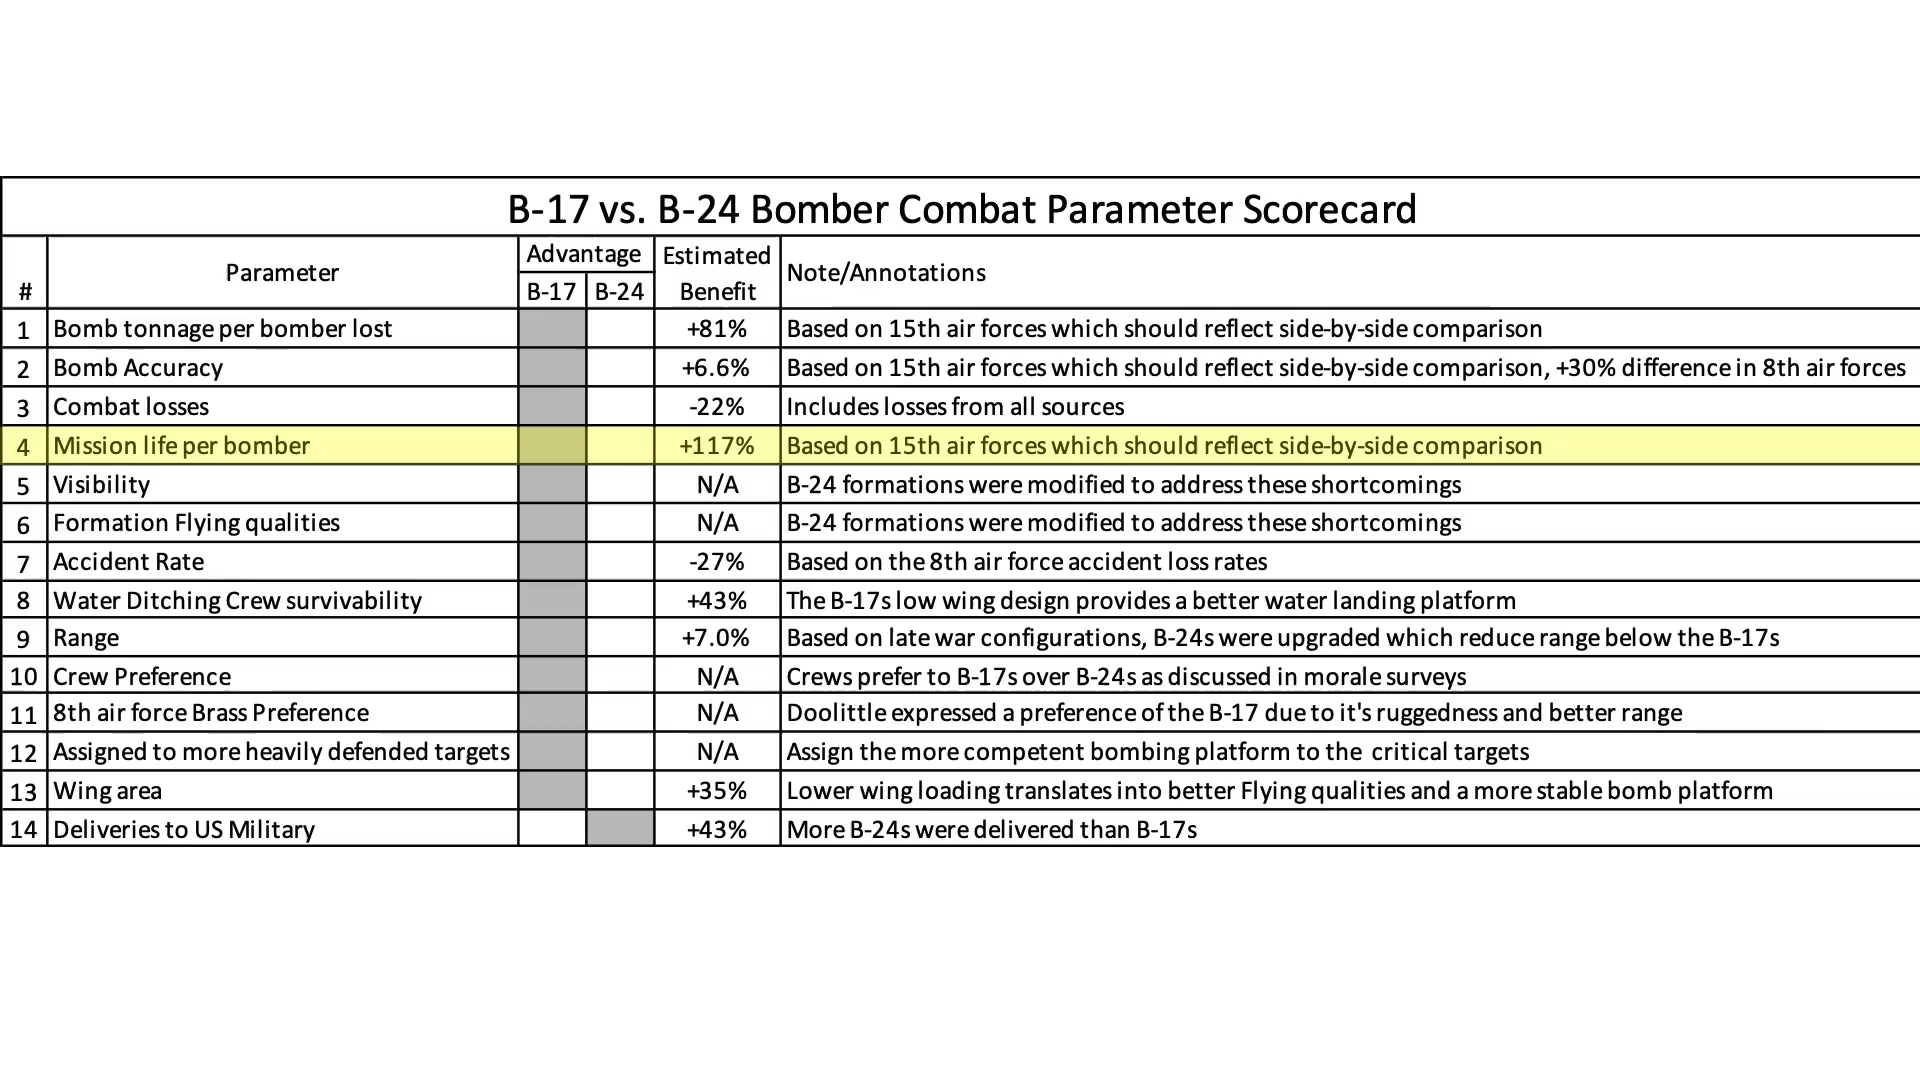 B-17 vs. B-24 Bomber Combat Parameter Scorecard
# Parameter Advantage B-17 B-24 Estimated Benefit Note/Annotations
1 Bomb tonnage per bomber lost +81% Based on 15th air forces which should reflect side-by-side comparison
2 Bomb Accuracy +6.6% Based on 15th air forces which should reflect side-by-side comparison, +30% difference in 8th air forces
3 Combat losses -22% Includes losses from all sources
4 Mission life per bomber +117% Based on 15th air forces which should reflect side-by-side comparison
5 Visibility N/A B-24 formations were modified to address these shortcomings
6 Formation Flying qualities N/A B-24 formations were modified to address these shortcomings
7 Accident Rate -27% Based on the 8th air force accident loss rates
8 Water Ditching Crew survivability +43% The B-17s low wing design provides a better water landing platform
9 Range +7.0% Based on late war configurations, B-24s were upgraded which reduce range below the B-17s
10 Crew Preference N/A Crews prefer to B-17s over B-24s as discussed in morale surveys
11 8th air force Brass Preference N/A Doolittle expressed a preference of the B-17 due to it's ruggedness and better range
12 Assigned to more heavily defended targets N/A Assign the more competent bombing platform to the critical targets
13 Wing area +35% Lower wing loading translates into better Flying qualities and a more stable bomb platform
14 Deliveries to US Military +43% More B-24s were delivered than B-17s